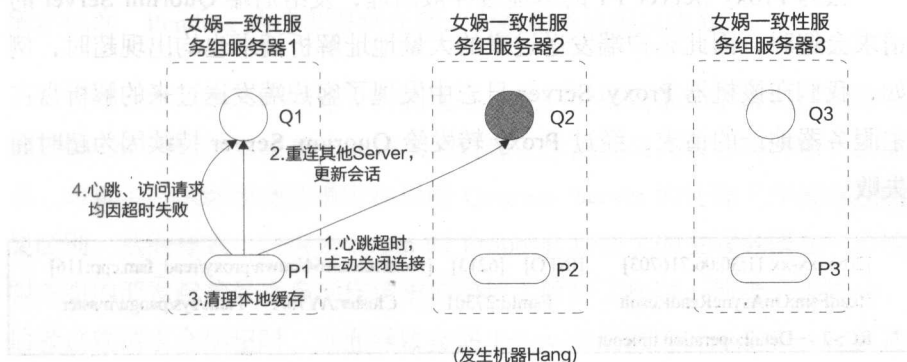 女娲一致性服
务组服务器1
女娲一致性服
务组服务器2
女娲一致性服
务组服务器3
Q1
Q2
Q3
2.重连其他Server,
更新会话
4.心跳、访问请求
均因超时失败
1.心跳超时,
主动关闭连接
P1
P2
P3
3.清理本地缓存
(发生机器Hang)